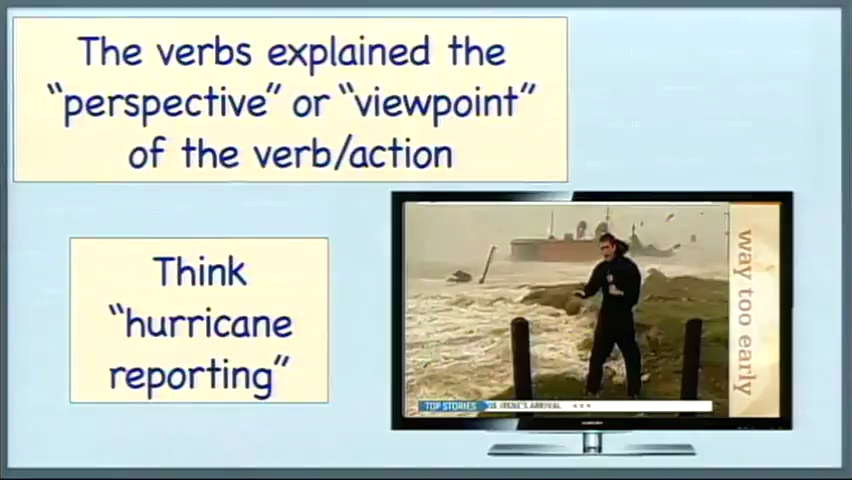 The verbs explained the
“perspective” or “viewpoint”
of the verb/action
Think
“hurricane
reporting”
way too early
TOP STORIES IRENE'S ARRIVAL
SAMSUNG